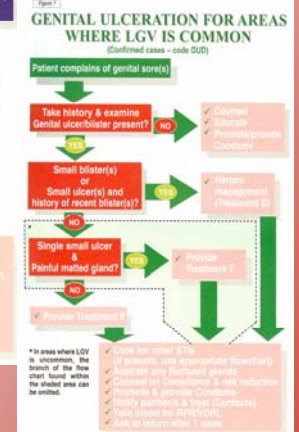 Figure 7
GENITAL ULCERATION FOR AREAS
WHERE LGV IS COMMON
(Confirmed cases – code GUD)
Patient complains of genital sore(s)
Take history & examine
Genital ulcer/blister present?
NO
✓ Counsel
✓ Educate
✓ Promote/provide
Condoms
YES
Small blister(s)
or
Small ulcer(s) and
history of recent blister(s)?
YES
✓ Herpes
management
(Treatment D)
NO
Single small ulcer
&
Painful matted gland?
YES
✓ Provide
Treatment F
NO
✓ Provide Treatment E
* In areas where LGV
is uncommon, the
branch of the flow
chart found within
the shaded area can
be omitted.
✓ Look for other STIs
(if present, use appropriate flowchart)
✓ Aspirate any fluctuant glands
✓ Counsel on Compliance & risk reduction
✓ Promote & provide Condoms
✓ Notify partner/s & treat (Contacts)
✓ Take blood for RPR/VDRL
✓ Ask to return after 1 week